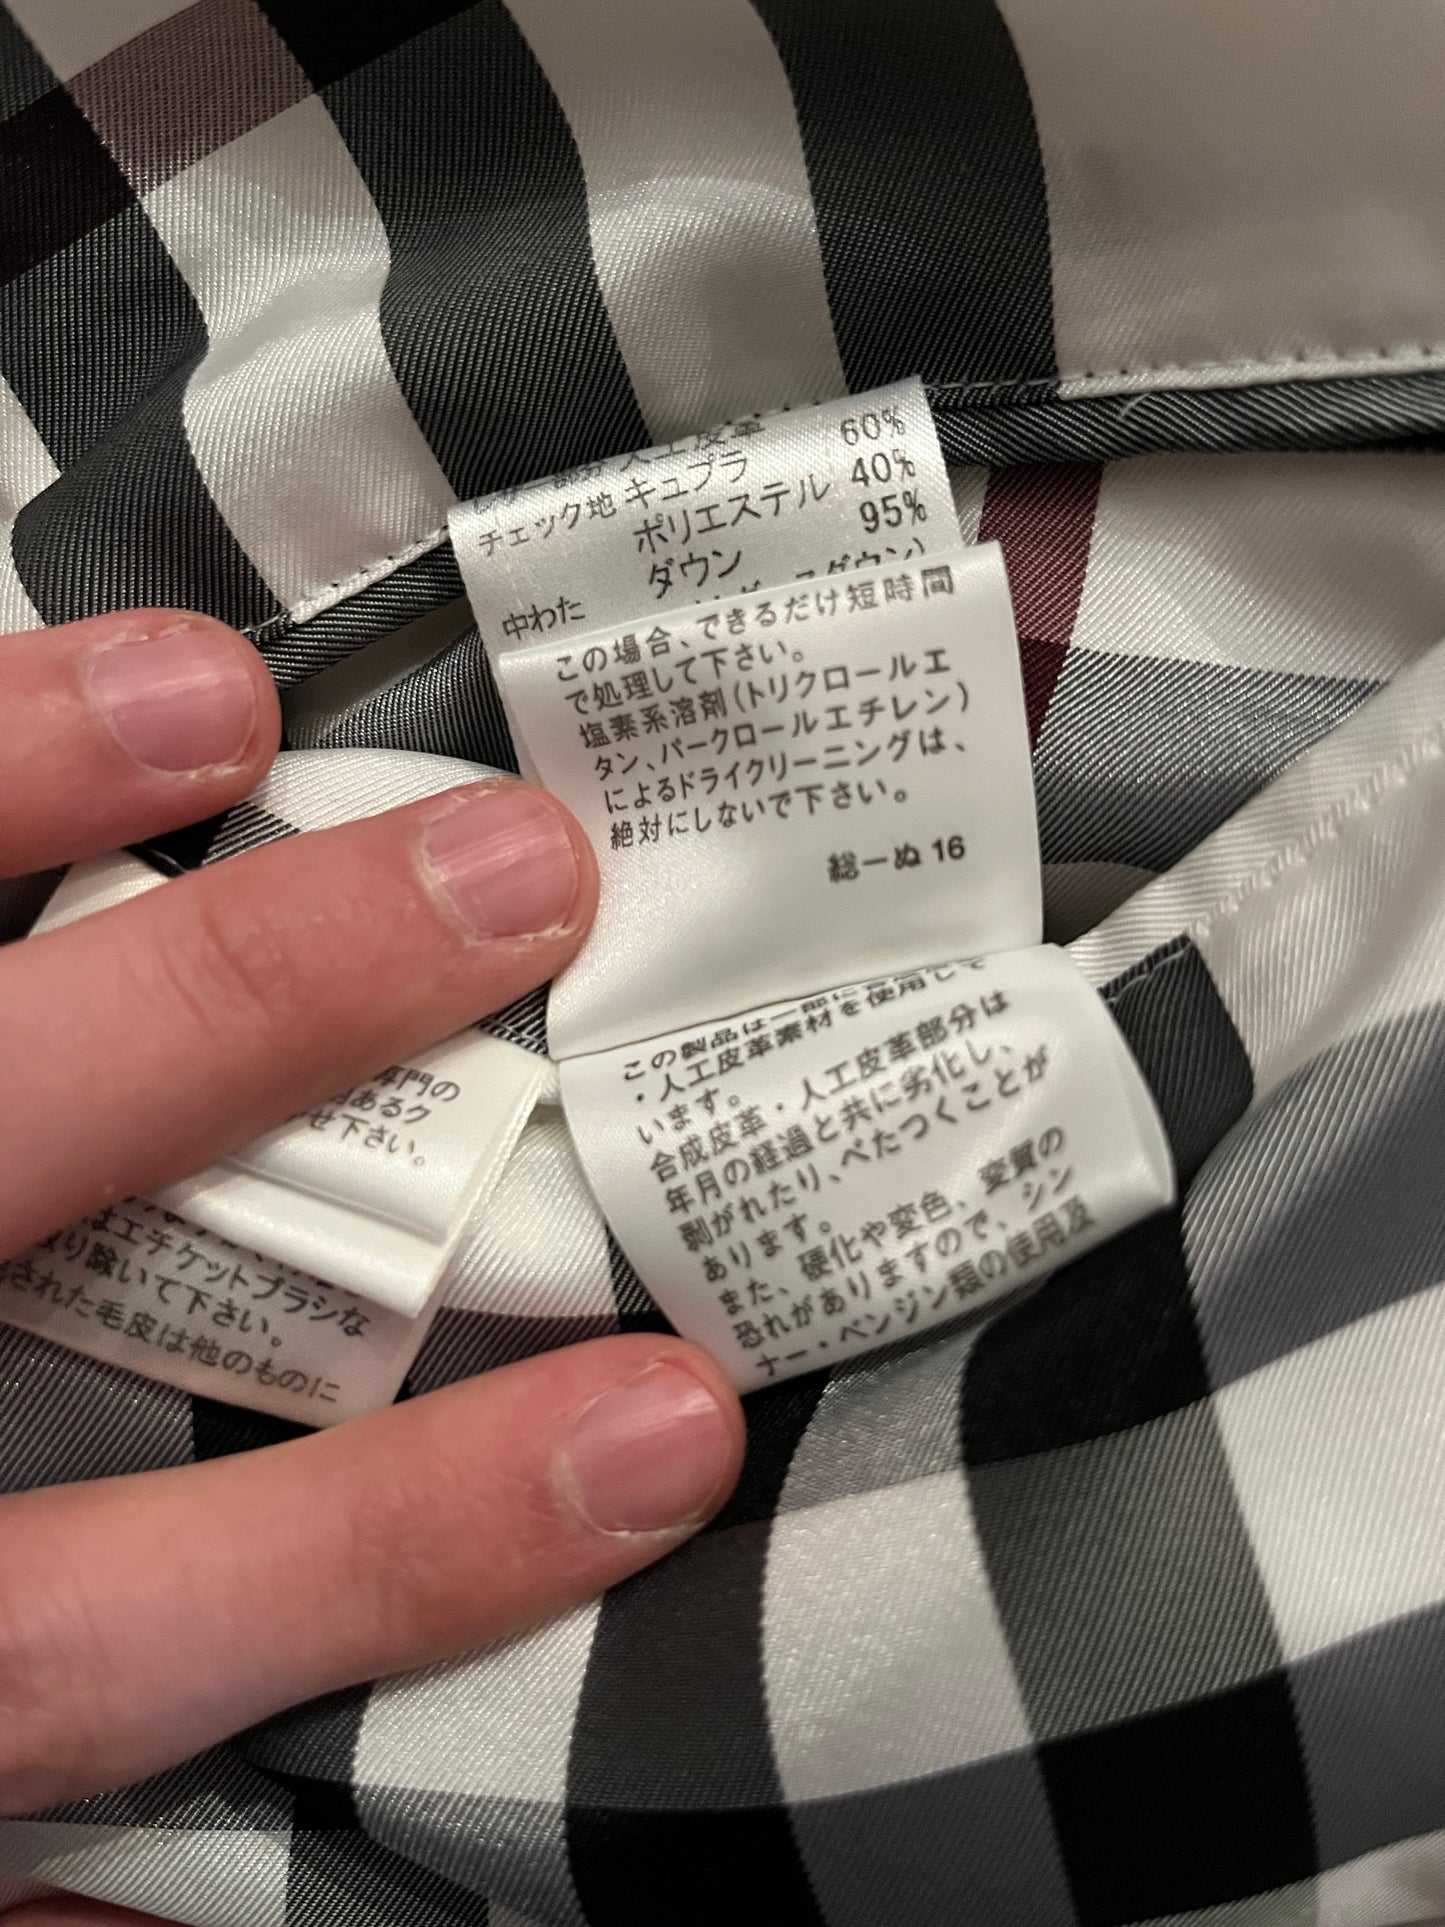 人工皮革
チェック地 キュプラ 60%
ポリエステル 40%
中わた ダウン 95%
この場合、できるだけ短時間
で処理して下さい。
塩素系溶剤(トリクロールエ
タン、パークロールエチレン)
によるドライクリーニングは、
絶対にしないで下さい。
総ーぬ 16
この製品は一部に使用して
・人工皮革素材を
います。
合成皮革・人工皮革部分は
年月の経過と共に劣化し、
剥がれたり、べたつくことが
あります。
また、硬化や変色、変質の
恐れがありますので、シン
ナー・ベンジン類の使用及
専門の
あるク
せ下さい。
はエチケットブラシな
り除いて下さい。
された毛皮は他のものに